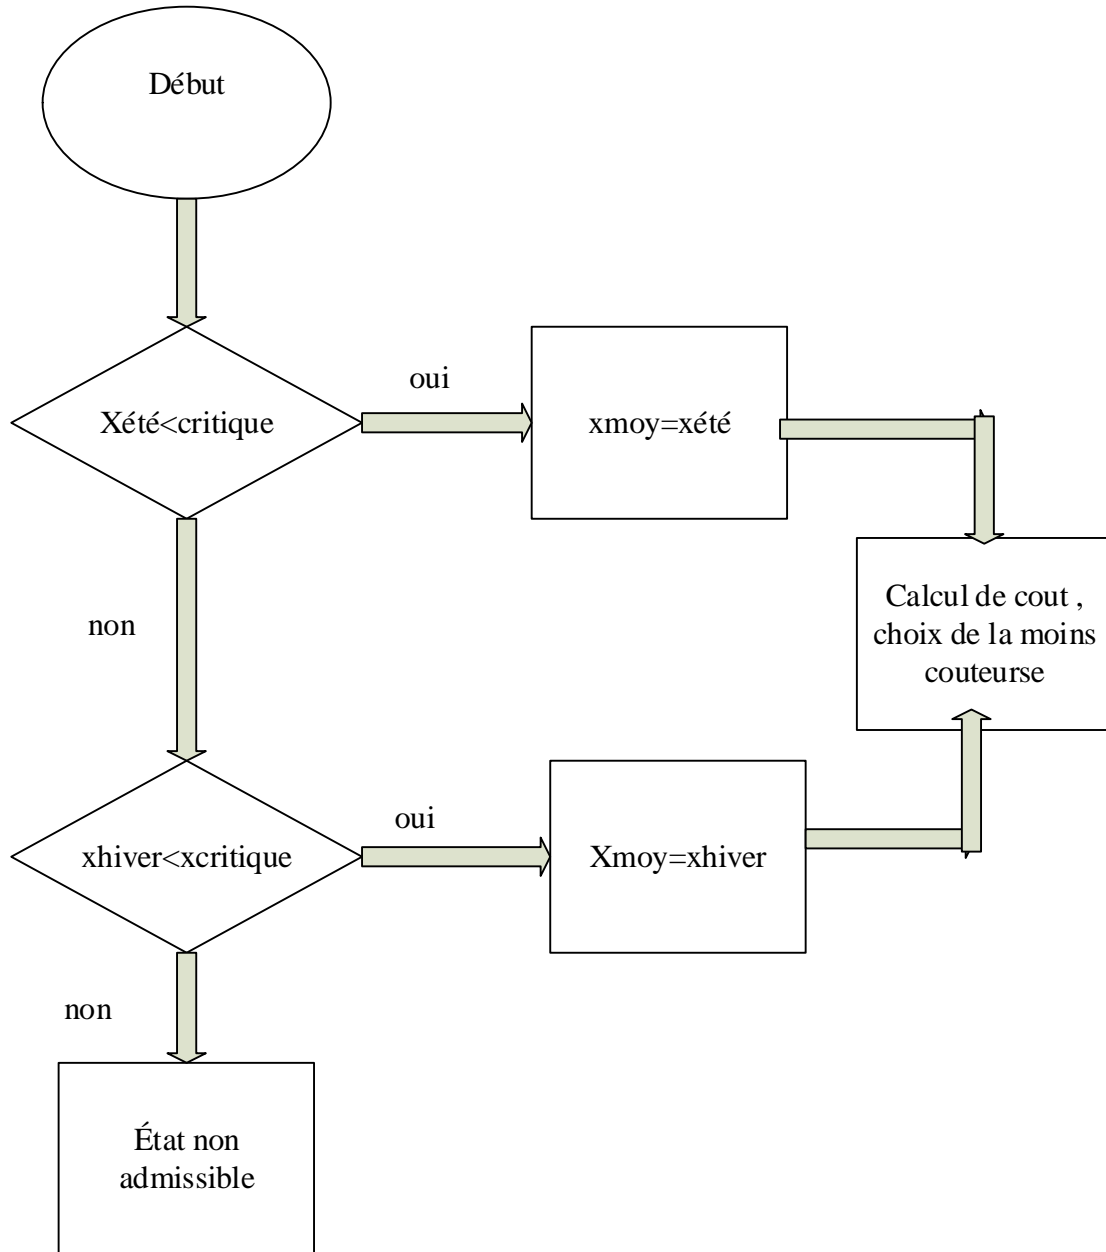 Début
oui
Xété<critique
xmoy=xété
Calcul de cout ,
choix de la moins
couteurse
non
oui
xhiver<xcritique
Xmoy=xhiver
non
État non
admissible